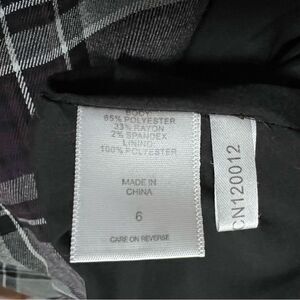 BODY:
65% POLYESTER
33% RAYON
2% SPANDEX
LINING:
100% POLYESTER
MADE IN
CHINA
6
CARE ON REVERSE
CN120012